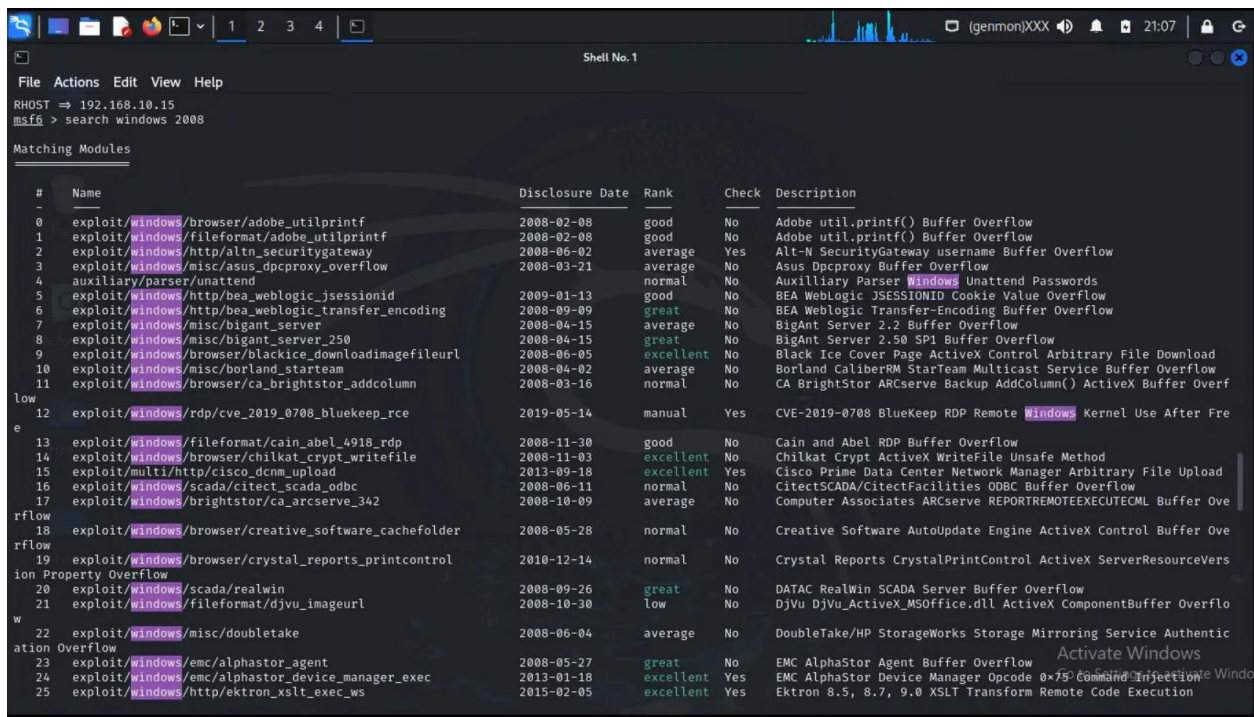 1 2 3 4 (genmon)XXX 21:07
Shell No. 1
File Actions Edit View Help
RHOST ⇒ 192.168.10.15
msf6 > search windows 2008
Matching Modules
# Name Disclosure Date Rank Check Description
0 exploit/windows/browser/adobe_utilprintf 2008-02-08 good No Adobe util.printf() Buffer Overflow
1 exploit/windows/fileformat/adobe_utilprintf 2008-02-08 good No Adobe util.printf() Buffer Overflow
2 exploit/windows/http/altn_securitygateway 2008-06-02 average Yes Alt-N SecurityGateway username Buffer Overflow
3 exploit/windows/misc/asus_dpcproxy_overflow 2008-03-21 average No Asus Dpcproxy Buffer Overflow
4 auxiliary/parser/unattend normal No Auxilliary Parser Windows Unattend Passwords
5 exploit/windows/http/bea_weblogic_jsessionid 2009-01-13 good No BEA WebLogic JSESSIONID Cookie Value Overflow
6 exploit/windows/http/bea_weblogic_transfer_encoding 2008-09-09 great No BEA Weblogic Transfer-Encoding Buffer Overflow
7 exploit/windows/misc/bigant_server 2008-04-15 average No BigAnt Server 2.2 Buffer Overflow
8 exploit/windows/misc/bigant_server_250 2008-04-15 great No BigAnt Server 2.50 SP1 Buffer Overflow
9 exploit/windows/browser/blackice_downloadimagefileurl 2008-06-05 excellent No Black Ice Cover Page ActiveX Control Arbitrary File Download
10 exploit/windows/misc/borland_starteam 2008-04-02 average No Borland CaliberRM StarTeam Multicast Service Buffer Overflow
11 exploit/windows/browser/ca_brightstor_addcolumn 2008-03-16 normal No CA BrightStor ARCserve Backup AddColumn() ActiveX Buffer Overf
low
12 exploit/windows/rdp/cve_2019_0708_bluekeep_rce 2019-05-14 manual Yes CVE-2019-0708 BlueKeep RDP Remote Windows Kernel Use After Fre
e
13 exploit/windows/fileformat/cain_abel_4918_rdp 2008-11-30 good No Cain and Abel RDP Buffer Overflow
14 exploit/windows/browser/chilkat_crypt_writefile 2008-11-03 excellent No Chilkat Crypt ActiveX WriteFile Unsafe Method
15 exploit/multi/http/cisco_dcnm_upload 2013-09-18 excellent Yes Cisco Prime Data Center Network Manager Arbitrary File Upload
16 exploit/windows/scada/citect_scada_odbc 2008-06-11 normal No CitectSCADA/CitectFacilities ODBC Buffer Overflow
17 exploit/windows/brightstor/ca_arcserve_342 2008-10-09 average No Computer Associates ARCserve REPORTREMOTEEXECUTECML Buffer Ove
rflow
18 exploit/windows/browser/creative_software_cachefolder 2008-05-28 normal No Creative Software AutoUpdate Engine ActiveX Control Buffer Ove
rflow
19 exploit/windows/browser/crystal_reports_printcontrol 2010-12-14 normal No Crystal Reports CrystalPrintControl ActiveX ServerResourceVers
ion Property Overflow
20 exploit/windows/scada/realwin 2008-09-26 great No DATAC RealWin SCADA Server Buffer Overflow
21 exploit/windows/fileformat/djvu_imageurl 2008-10-30 low No DjVu DjVu_ActiveX_MSOffice.dll ActiveX ComponentBuffer Overflo
w
22 exploit/windows/misc/doubletake 2008-06-04 average No DoubleTake/HP StorageWorks Storage Mirroring Service Authentic
ation Overflow
23 exploit/windows/emc/alphastor_agent 2008-05-27 great No EMC AlphaStor Agent Buffer Overflow
24 exploit/windows/emc/alphastor_device_manager_exec 2013-01-18 excellent Yes EMC AlphaStor Device Manager Opcode 0×75 Command Injection
25 exploit/windows/http/ektron_xslt_exec_ws 2015-02-05 excellent Yes Ektron 8.5, 8.7, 9.0 XSLT Transform Remote Code Execution
Activate Windows
Go to Settings to activate Windo